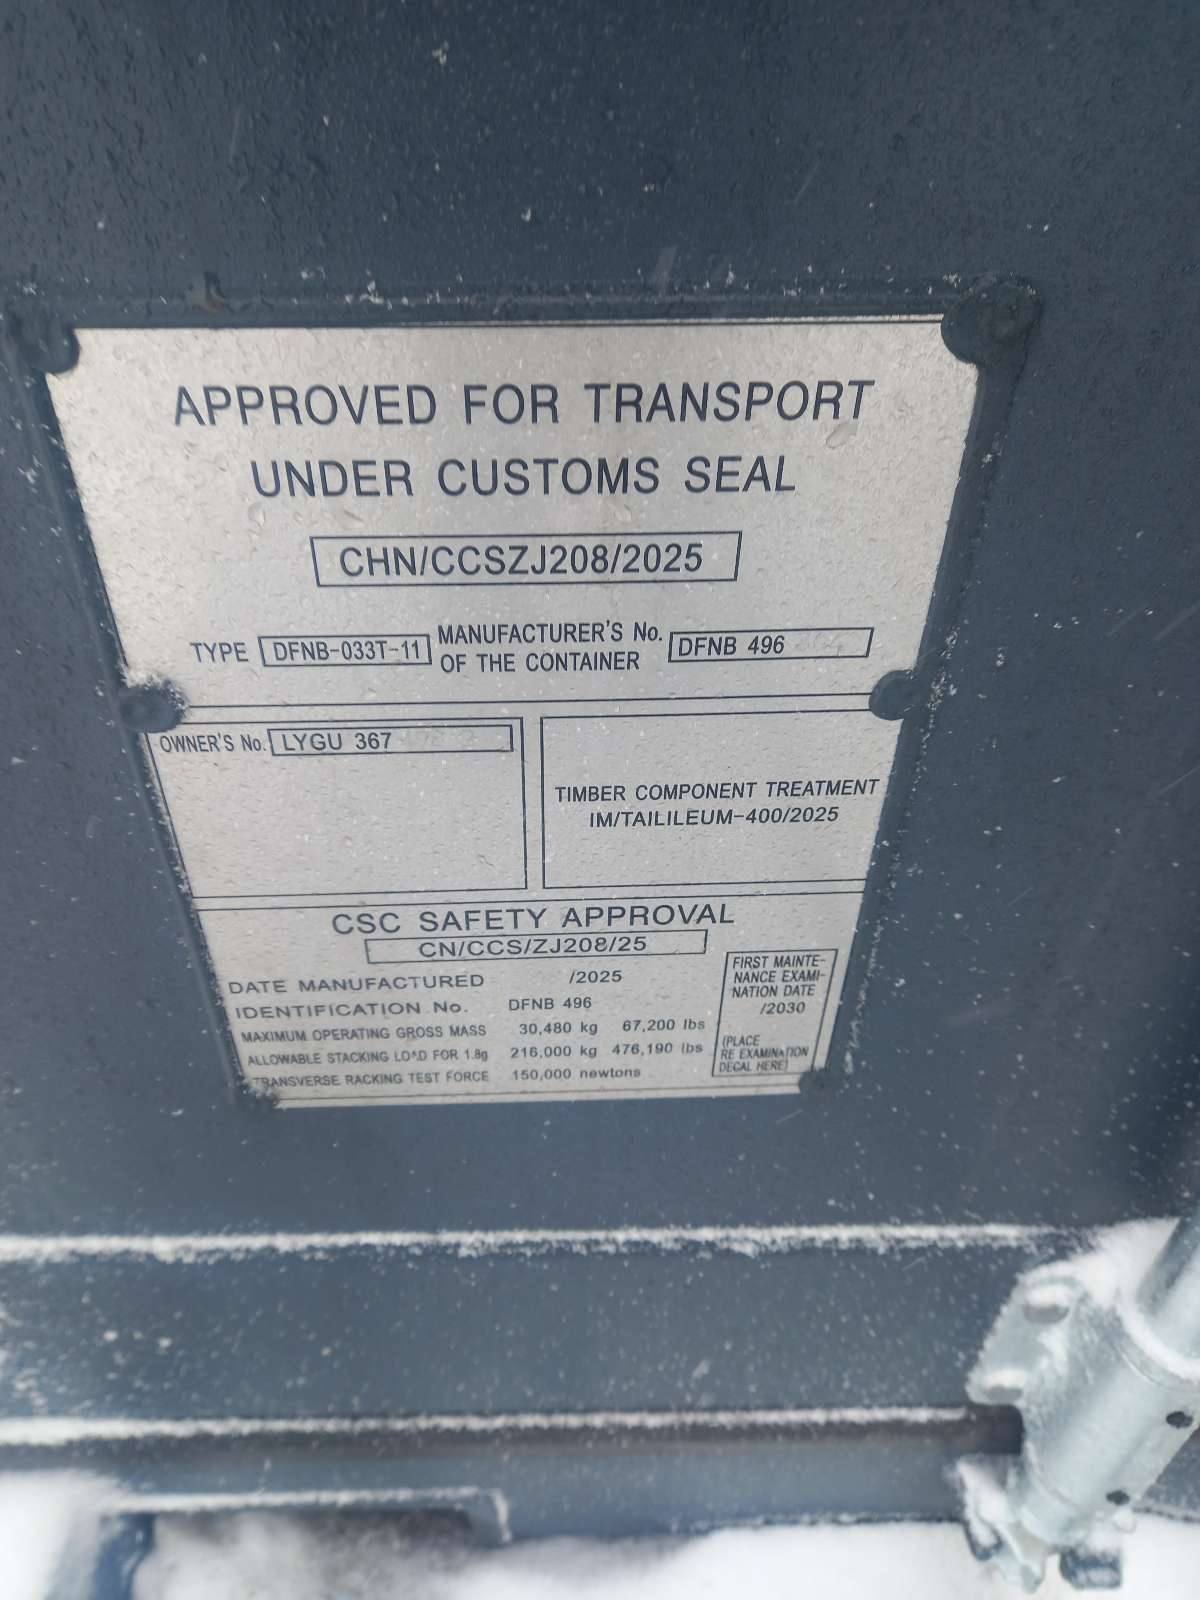 APPROVED FOR TRANSPORT
UNDER CUSTOMS SEAL
CHN/CCSZJ208/2025
TYPE DFNB-033T-11 MANUFACTURER'S No. OF THE CONTAINER DFNB 496
OWNER'S No. LYGU 367
TIMBER COMPONENT TREATMENT
IM/TAILILEUM-400/2025
CSC SAFETY APPROVAL
CN/CCS/ZJ208/25
DATE MANUFACTURED /2025
IDENTIFICATION No. DFNB 496
MAXIMUM OPERATING GROSS MASS 30,480 kg 67,200 lbs
ALLOWABLE STACKING LOAD FOR 1.8g 216,000 kg 476,190 lbs
TRANSVERSE RACKING TEST FORCE 150,000 newtons
FIRST MAINTE-
NANCE EXAMI-
NATION DATE
/2030
(PLACE
RE EXAMINATION
DECAL HERE)